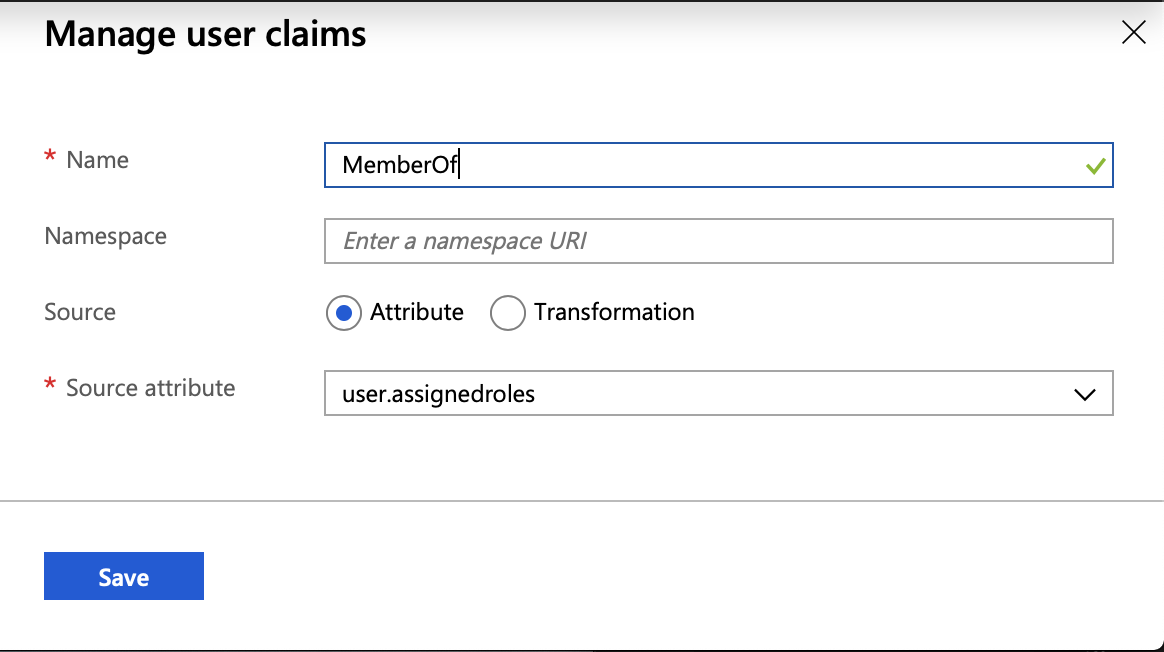 Manage user claims
* Name
MemberOf
Namespace
Enter a namespace URI
Source
Attribute
Transformation
* Source attribute
user.assignedroles
Save